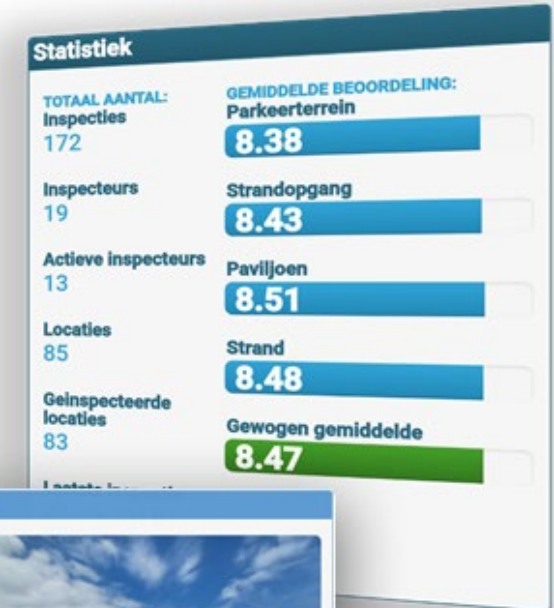 Statistiek
TOTAAL AANTAL:
Inspecties
172
Inspecteurs
19
Actieve inspecteurs
13
Locaties
85
Geinspecteerde
locaties
83
GEMIDDELDE BEOORDELING:
Parkeerterrein
8.38
Strandopgang
8.43
Paviljoen
8.51
Strand
8.48
Gewogen gemiddelde
8.47